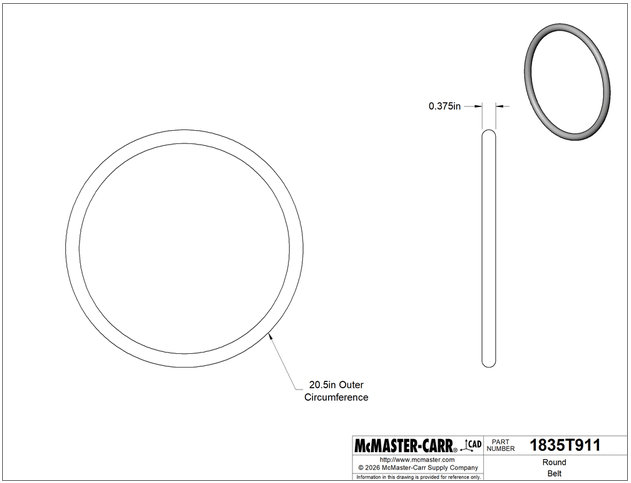 0.375in
20.5in Outer
Circumference
McMASTER-CARR® CAD
PART
NUMBER
1835T911
http://www.mcmaster.com
© 2026 McMaster-Carr Supply Company
Information in this drawing is provided for reference only.
Round
Belt